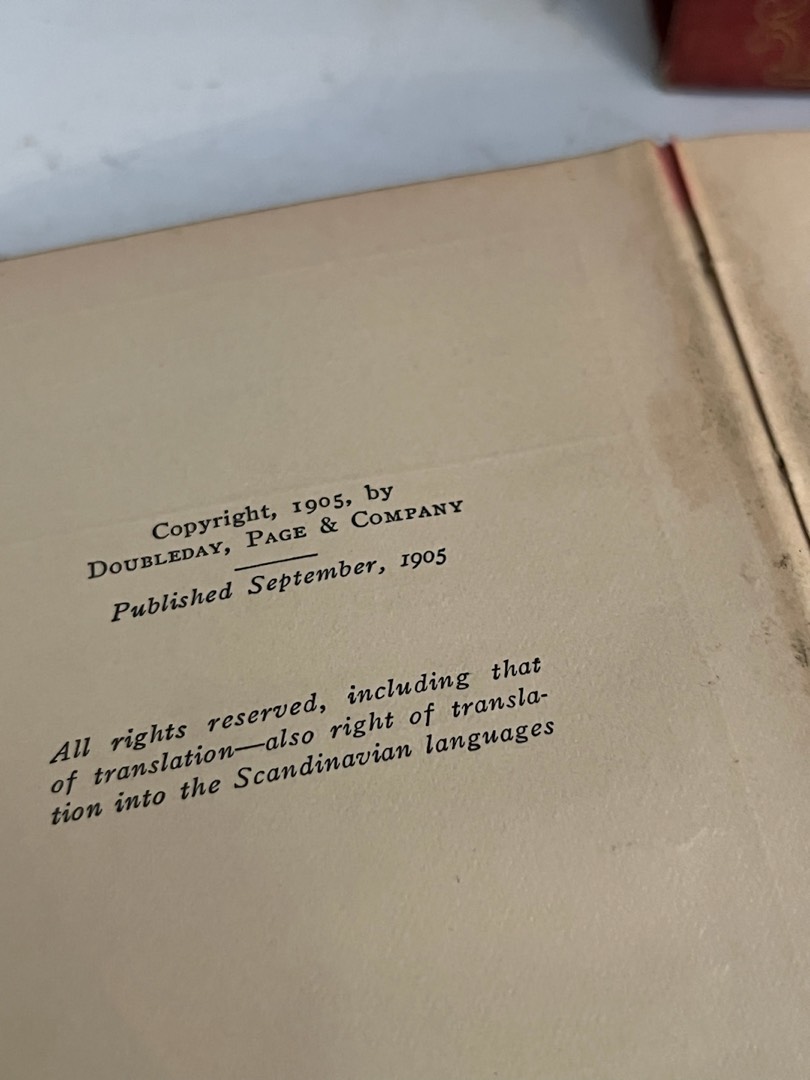 Copyright, 1905, by
Doubleday, Page & Company
Published September, 1905
All rights reserved, including that
of translation—also right of transla-
tion into the Scandinavian languages